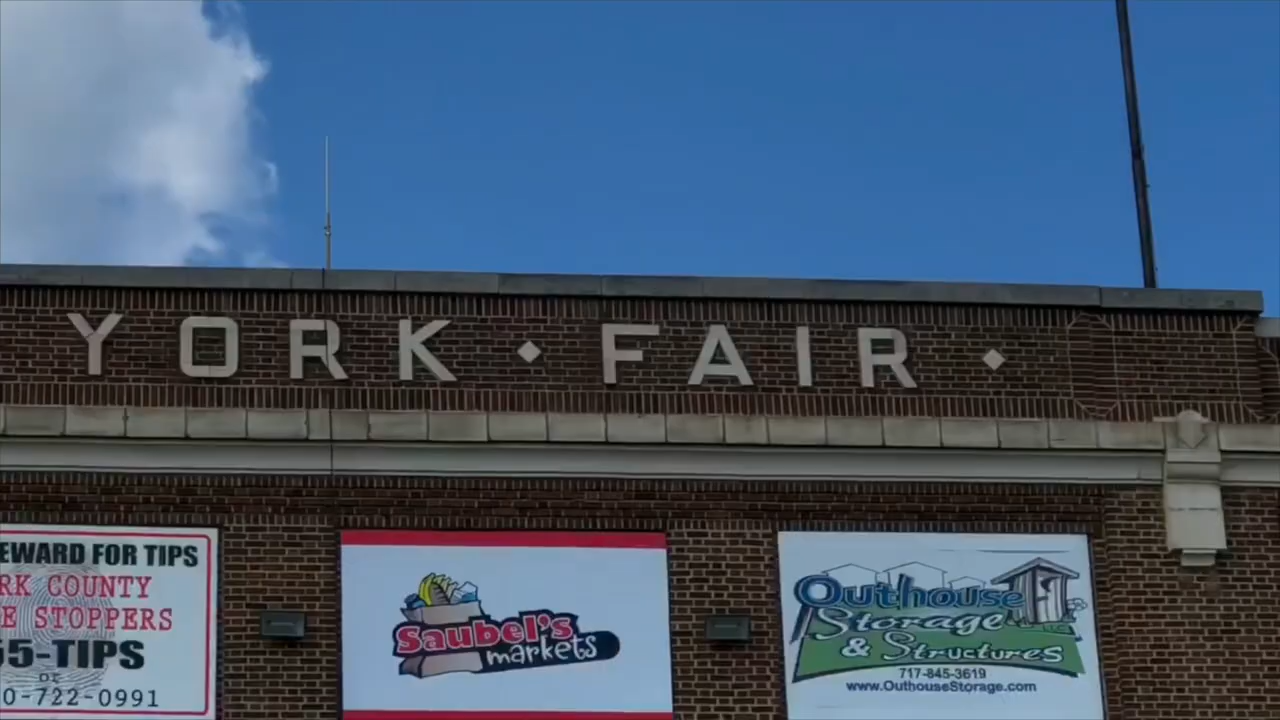 YORK · FAIR ·
EWARD FOR TIPS
RK COUNTY
E STOPPERS
55-TIPS
or
0-722-0991
Saubel's
markets
Outhouse
Storage
& Structures
717-845-3619
www.OuthouseStorage.com